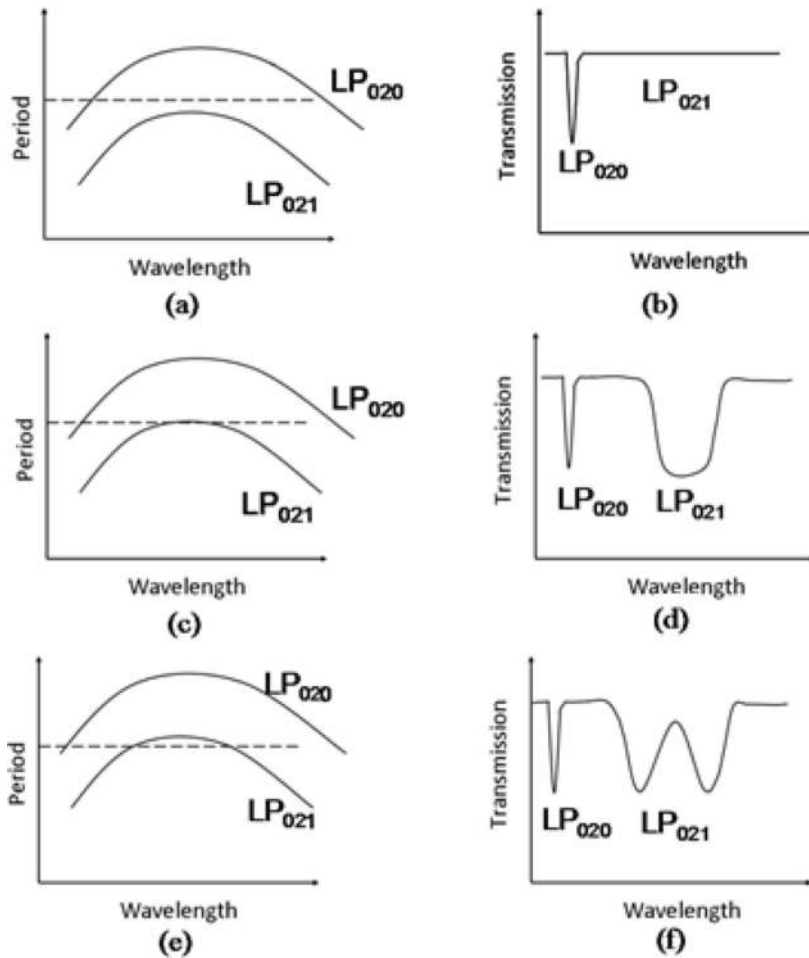 Period
LP020
LP021
Wavelength
(a)
Transmission
LP021
LP020
Wavelength
(b)
Period
LP020
LP021
Wavelength
(c)
Transmission
LP020
LP021
Wavelength
(d)
Period
LP020
LP021
Wavelength
(e)
Transmission
LP020
LP021
Wavelength
(f)